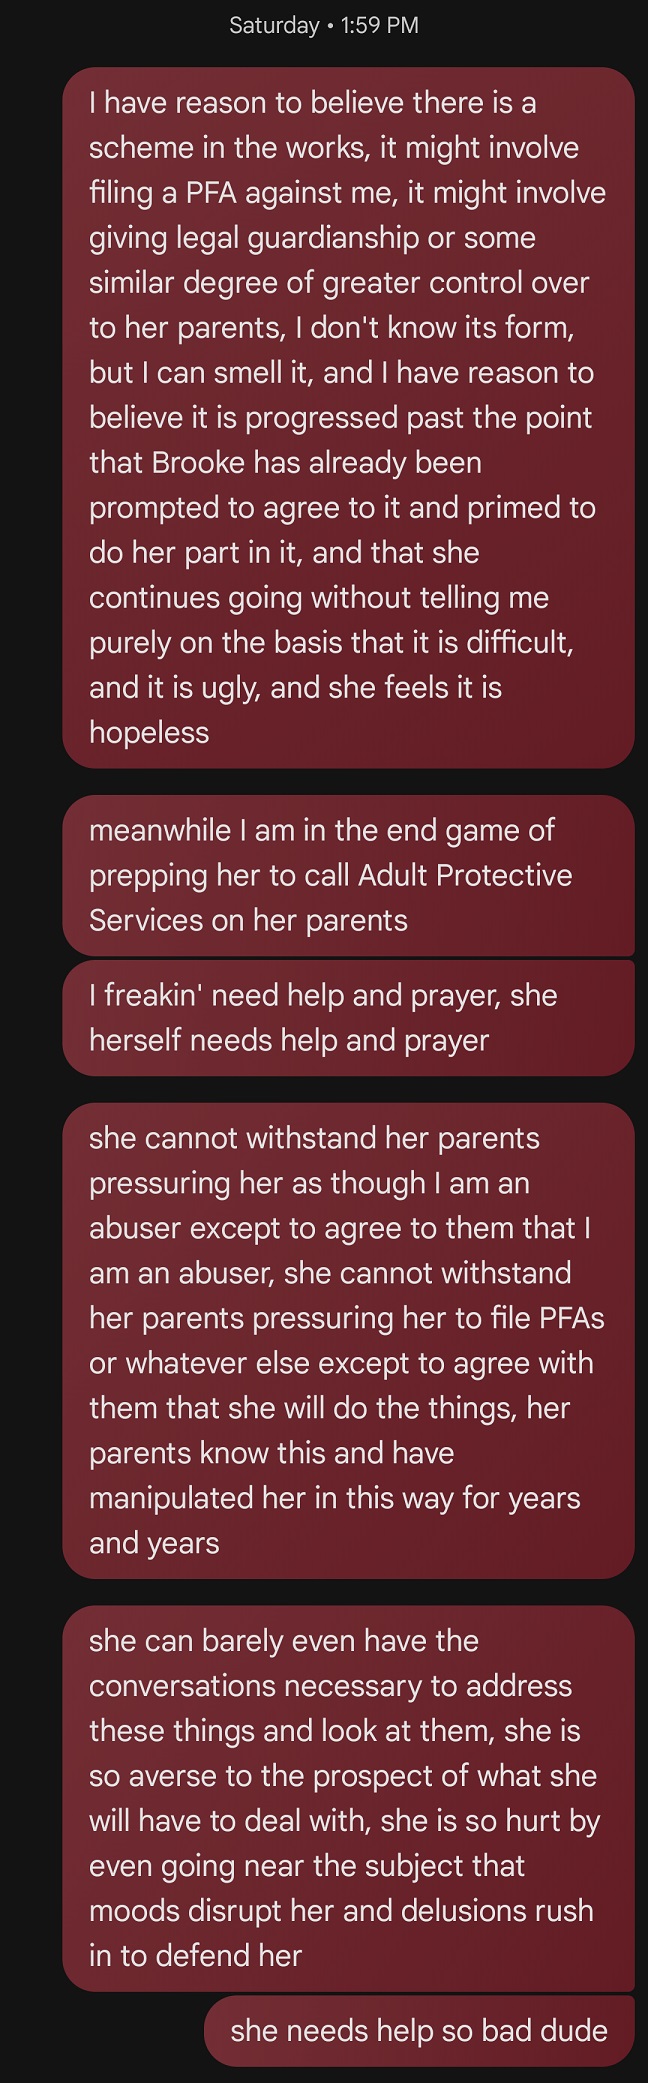 Saturday • 1:59 PM
I have reason to believe there is a
scheme in the works, it might involve
filing a PFA against me, it might involve
giving legal guardianship or some
similar degree of greater control over
to her parents, I don't know its form,
but I can smell it, and I have reason to
believe it is progressed past the point
that Brooke has already been
prompted to agree to it and primed to
do her part in it, and that she
continues going without telling me
purely on the basis that it is difficult,
and it is ugly, and she feels it is
hopeless
meanwhile I am in the end game of
prepping her to call Adult Protective
Services on her parents
I freakin' need help and prayer, she
herself needs help and prayer
she cannot withstand her parents
pressuring her as though I am an
abuser except to agree to them that I
am an abuser, she cannot withstand
her parents pressuring her to file PFAs
or whatever else except to agree with
them that she will do the things, her
parents know this and have
manipulated her in this way for years
and years
she can barely even have the
conversations necessary to address
these things and look at them, she is
so averse to the prospect of what she
will have to deal with, she is so hurt by
even going near the subject that
moods disrupt her and delusions rush
in to defend her
she needs help so bad dude